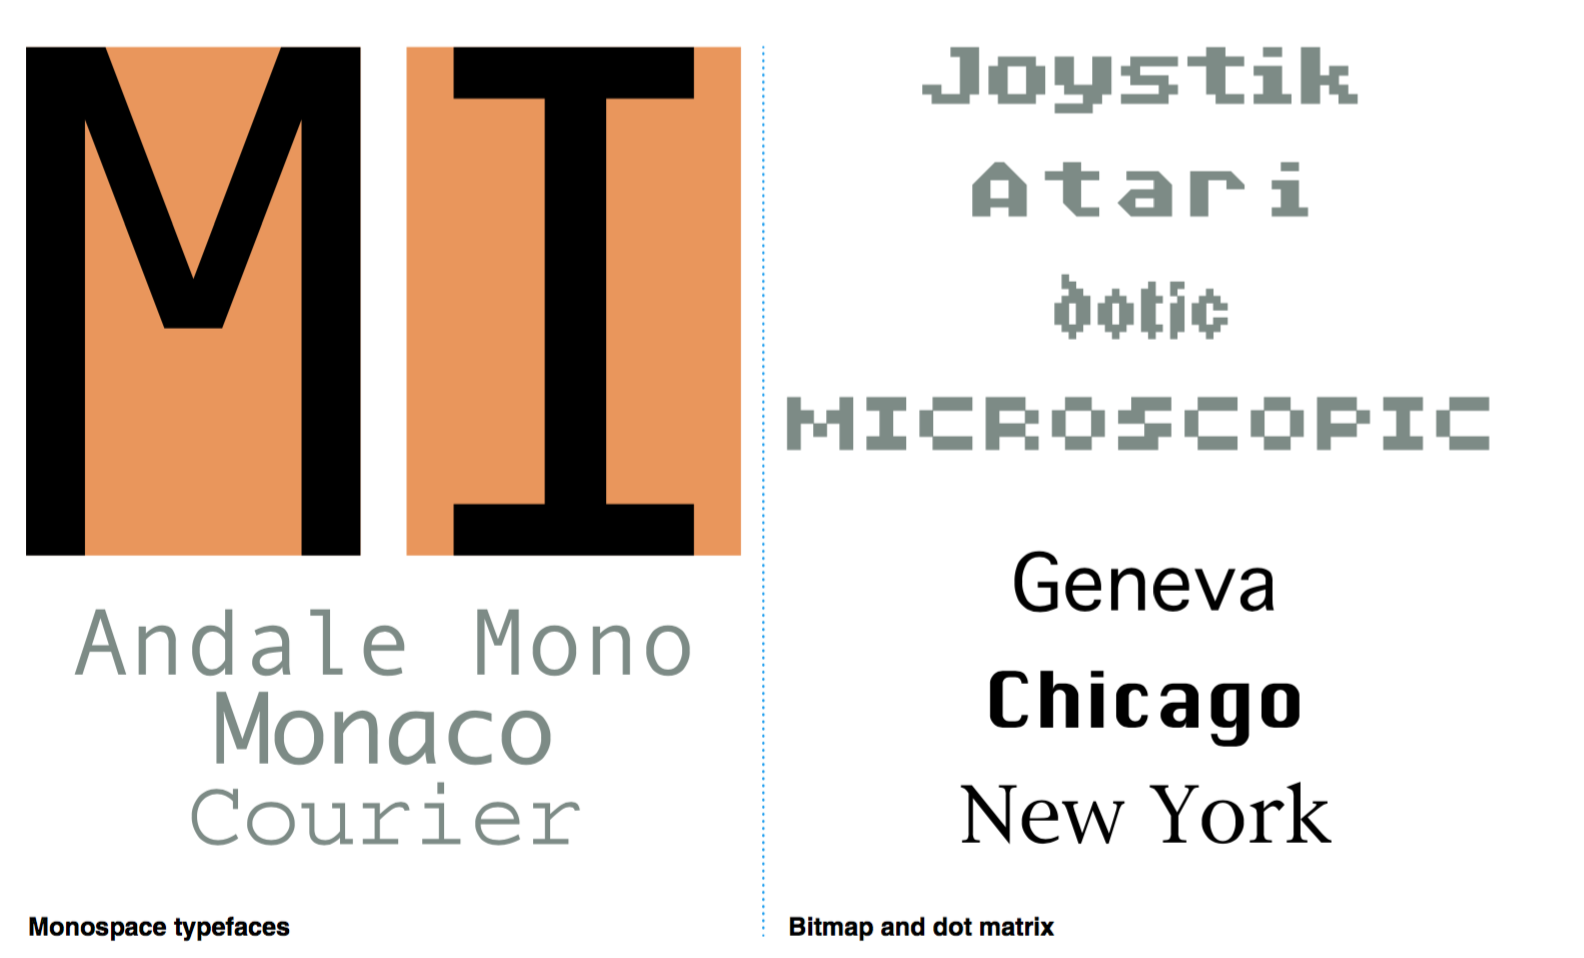 MI
Andale Mono
Monaco
Courier
Monospace typefaces
Joystik
Atari
dotic
MICROSCOPIC
Geneva
Chicago
New York
Bitmap and dot matrix